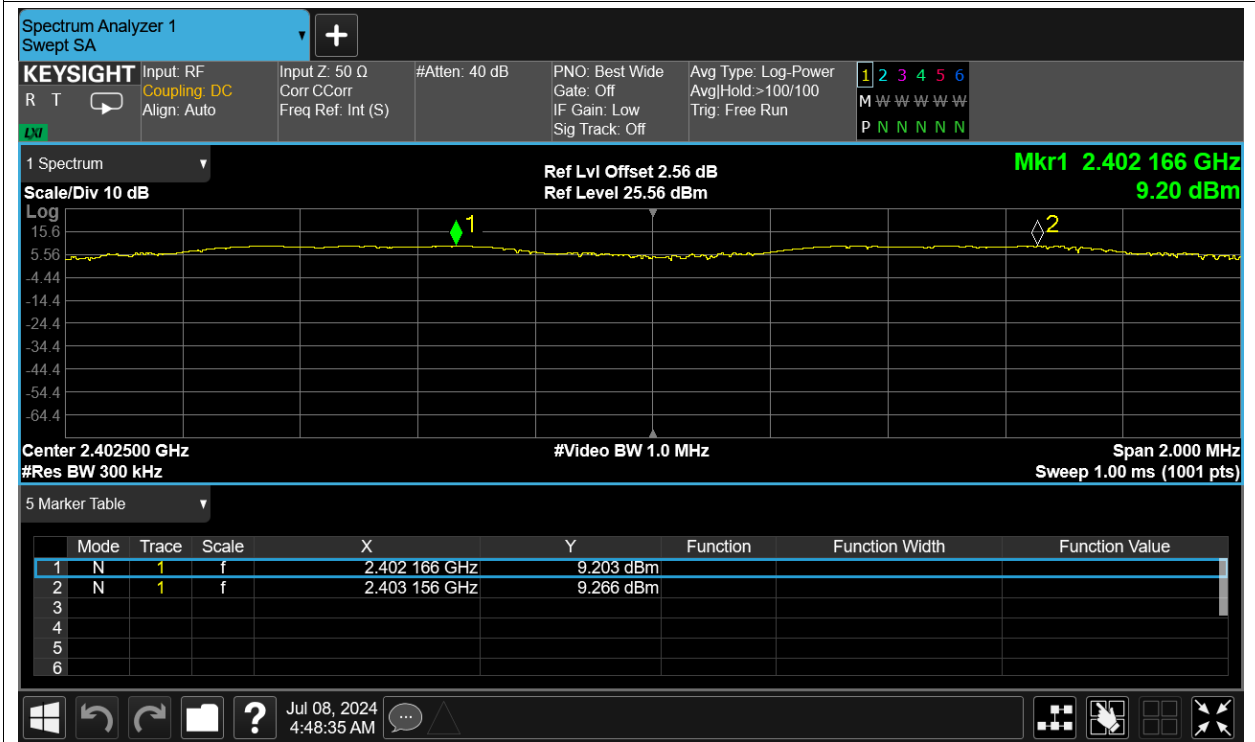 Spectrum Analyzer 1
Swept SA
+
KEYSIGHT Input: RF Input Z: 50 Ω #Atten: 40 dB PNO: Best Wide Avg Type: Log-Power 1 2 3 4 5 6
R T Coupling: DC Corr CCorr Gate: Off Avg|Hold:>100/100 M W W W W W
Align: Auto Freq Ref: Int (S) IF Gain: Low Trig: Free Run
LXI Sig Track: Off P N N N N N
1 Spectrum Ref Lvl Offset 2.56 dB Mkr1 2.402 166 GHz
Scale/Div 10 dB Ref Level 25.56 dBm 9.20 dBm
Log
1 2
15.6
5.56
-4.44
-14.4
-24.4
-34.4
-44.4
-54.4
-64.4
Center 2.402500 GHz #Video BW 1.0 MHz Span 2.000 MHz
#Res BW 300 kHz Sweep 1.00 ms (1001 pts)
5 Marker Table
Mode Trace Scale X Y Function Function Width Function Value
1 N 1 f 2.402 166 GHz 9.203 dBm
2 N 1 f 2.403 156 GHz 9.266 dBm
3
4
5
6
? Jul 08, 2024
4:48:35 AM